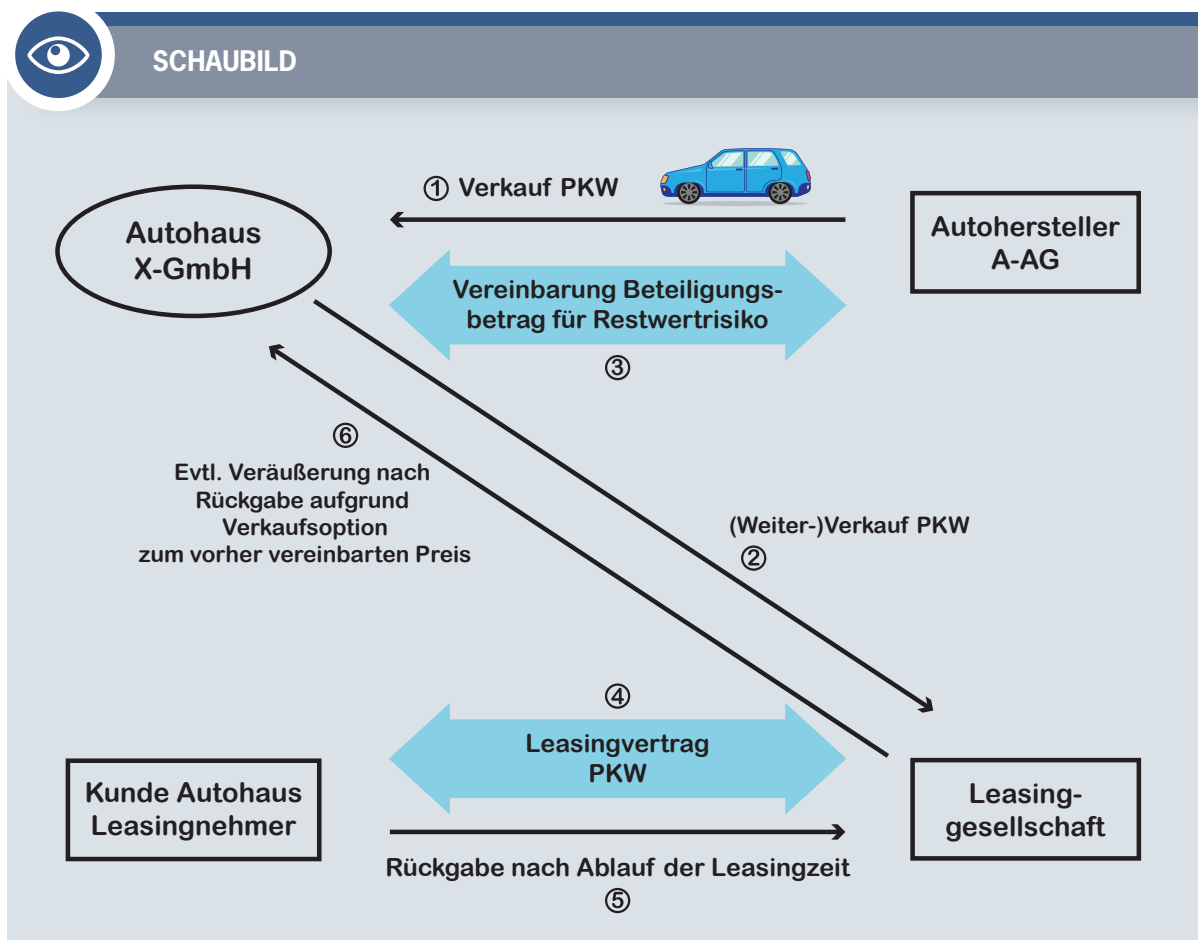 SCHAUBILD
① Verkauf PKW
Autohaus
X-GmbH
Autohersteller
A-AG
Vereinbarung Beteiligungs-
betrag für Restwertrisiko
③
⑥
Evtl. Veräußerung nach
Rückgabe aufgrund
Verkaufsoption
zum vorher vereinbarten Preis
(Weiter-)Verkauf PKW
②
④
Leasingvertrag
PKW
Kunde Autohaus
Leasingnehmer
Leasing-
gesellschaft
Rückgabe nach Ablauf der Leasingzeit
⑤